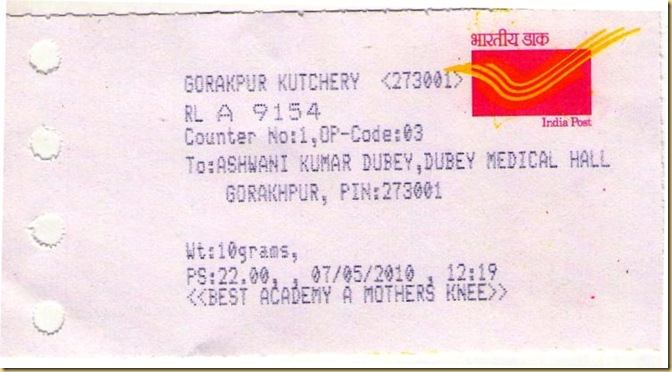 भारतीय डाक
India Post
GORAKPUR KUTCHERY <273001>
RL A 9154
Counter No:1,OP-Code:03
To:ASHWANI KUMAR DUBEY,DUBEY MEDICAL HALL
GORAKHPUR, PIN:273001
Wt:10grams,
PS:22.00, , 07/05/2010 , 12:19
<<BEST ACADEMY A MOTHERS KNEE>>